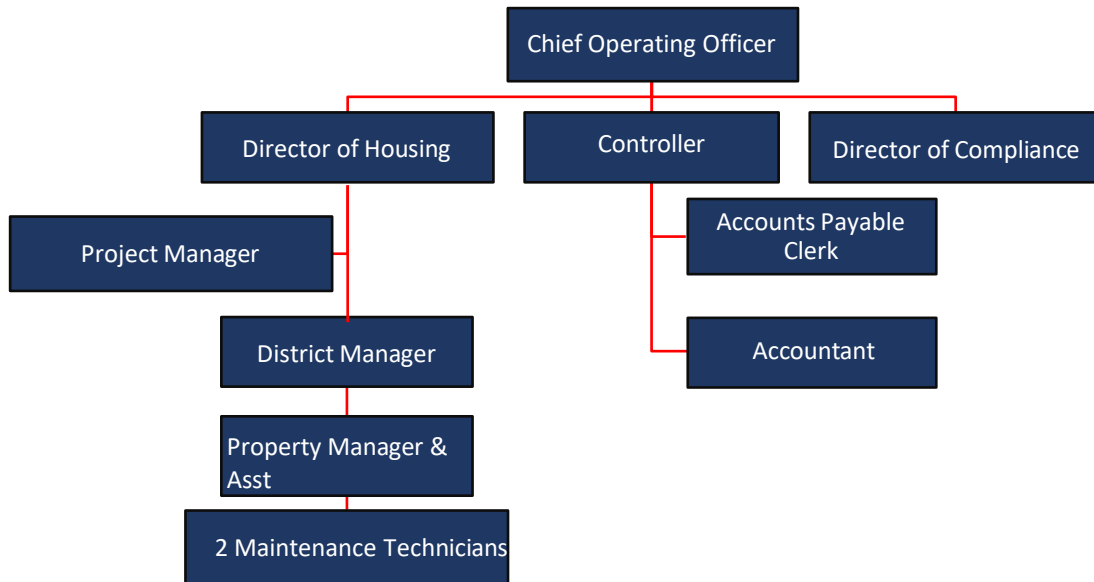 Chief Operating Officer
Director of Housing
Controller
Director of Compliance
Project Manager
Accounts Payable
Clerk
District Manager
Accountant
Property Manager &
Asst
2 Maintenance Technicians